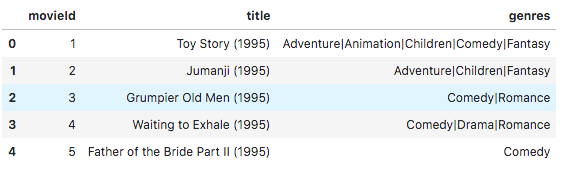 movieId title genres
0 1 Toy Story (1995) Adventure|Animation|Children|Comedy|Fantasy
1 2 Jumanji (1995) Adventure|Children|Fantasy
2 3 Grumpier Old Men (1995) Comedy|Romance
3 4 Waiting to Exhale (1995) Comedy|Drama|Romance
4 5 Father of the Bride Part II (1995) Comedy